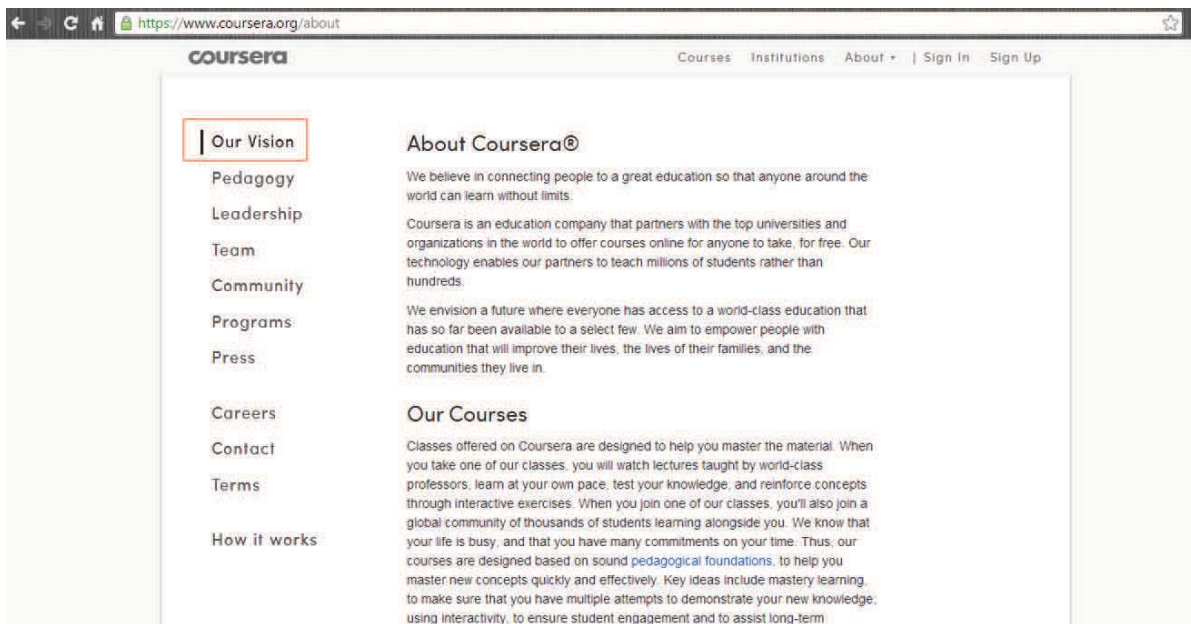 https://www.coursera.org/about
coursera
Courses Institutions About | Sign In Sign Up
Our Vision
Pedagogy
Leadership
Team
Community
Programs
Press
Careers
Contact
Terms
How it works
About Coursera®
We believe in connecting people to a great education so that anyone around the
world can learn without limits.
Coursera is an education company that partners with the top universities and
organizations in the world to offer courses online for anyone to take, for free. Our
technology enables our partners to teach millions of students rather than
hundreds.
We envision a future where everyone has access to a world-class education that
has so far been available to a select few. We aim to empower people with
education that will improve their lives, the lives of their families, and the
communities they live in.
Our Courses
Classes offered on Coursera are designed to help you master the material. When
you take one of our classes, you will watch lectures taught by world-class
professors, learn at your own pace, test your knowledge, and reinforce concepts
through interactive exercises. When you join one of our classes, you'll also join a
global community of thousands of students learning alongside you. We know that
your life is busy, and that you have many commitments on your time. Thus, our
courses are designed based on sound pedagogical foundations, to help you
master new concepts quickly and effectively. Key ideas include mastery learning,
to make sure that you have multiple attempts to demonstrate your new knowledge;
using interactivity, to ensure student engagement and to assist long-term